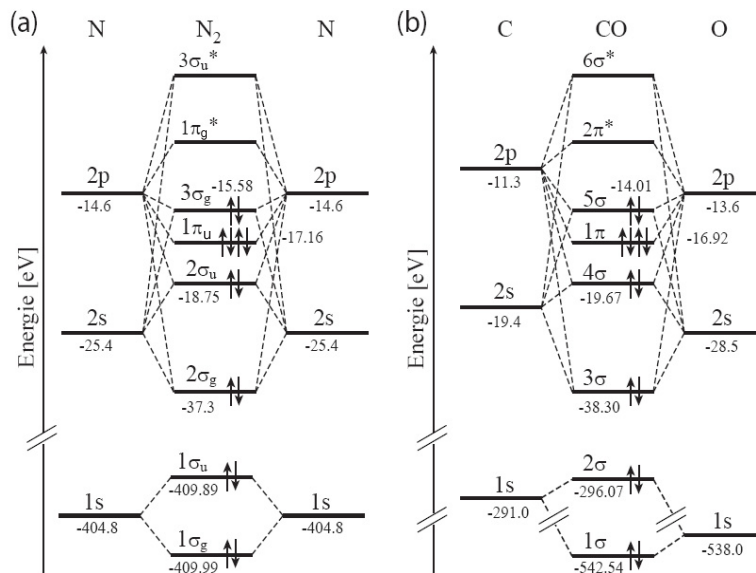 (a) N N₂ N
Energie [eV]
3σᵤ*
1π_g*
2p
-14.6
3σ_g
-15.58
2p
-14.6
1πᵤ
-17.16
2σᵤ
-18.75
2s
-25.4
2s
-25.4
2σ_g
-37.3
1σᵤ
-409.89
1s
-404.8
1s
-404.8
1σ_g
-409.99
(b) C CO O
Energie [eV]
6σ*
2π*
2p
-11.3
5σ
-14.01
2p
-13.6
1π
-16.92
4σ
-19.67
2s
-19.4
2s
-28.5
3σ
-38.30
2σ
-296.07
1s
-291.0
1s
-538.0
1σ
-542.54